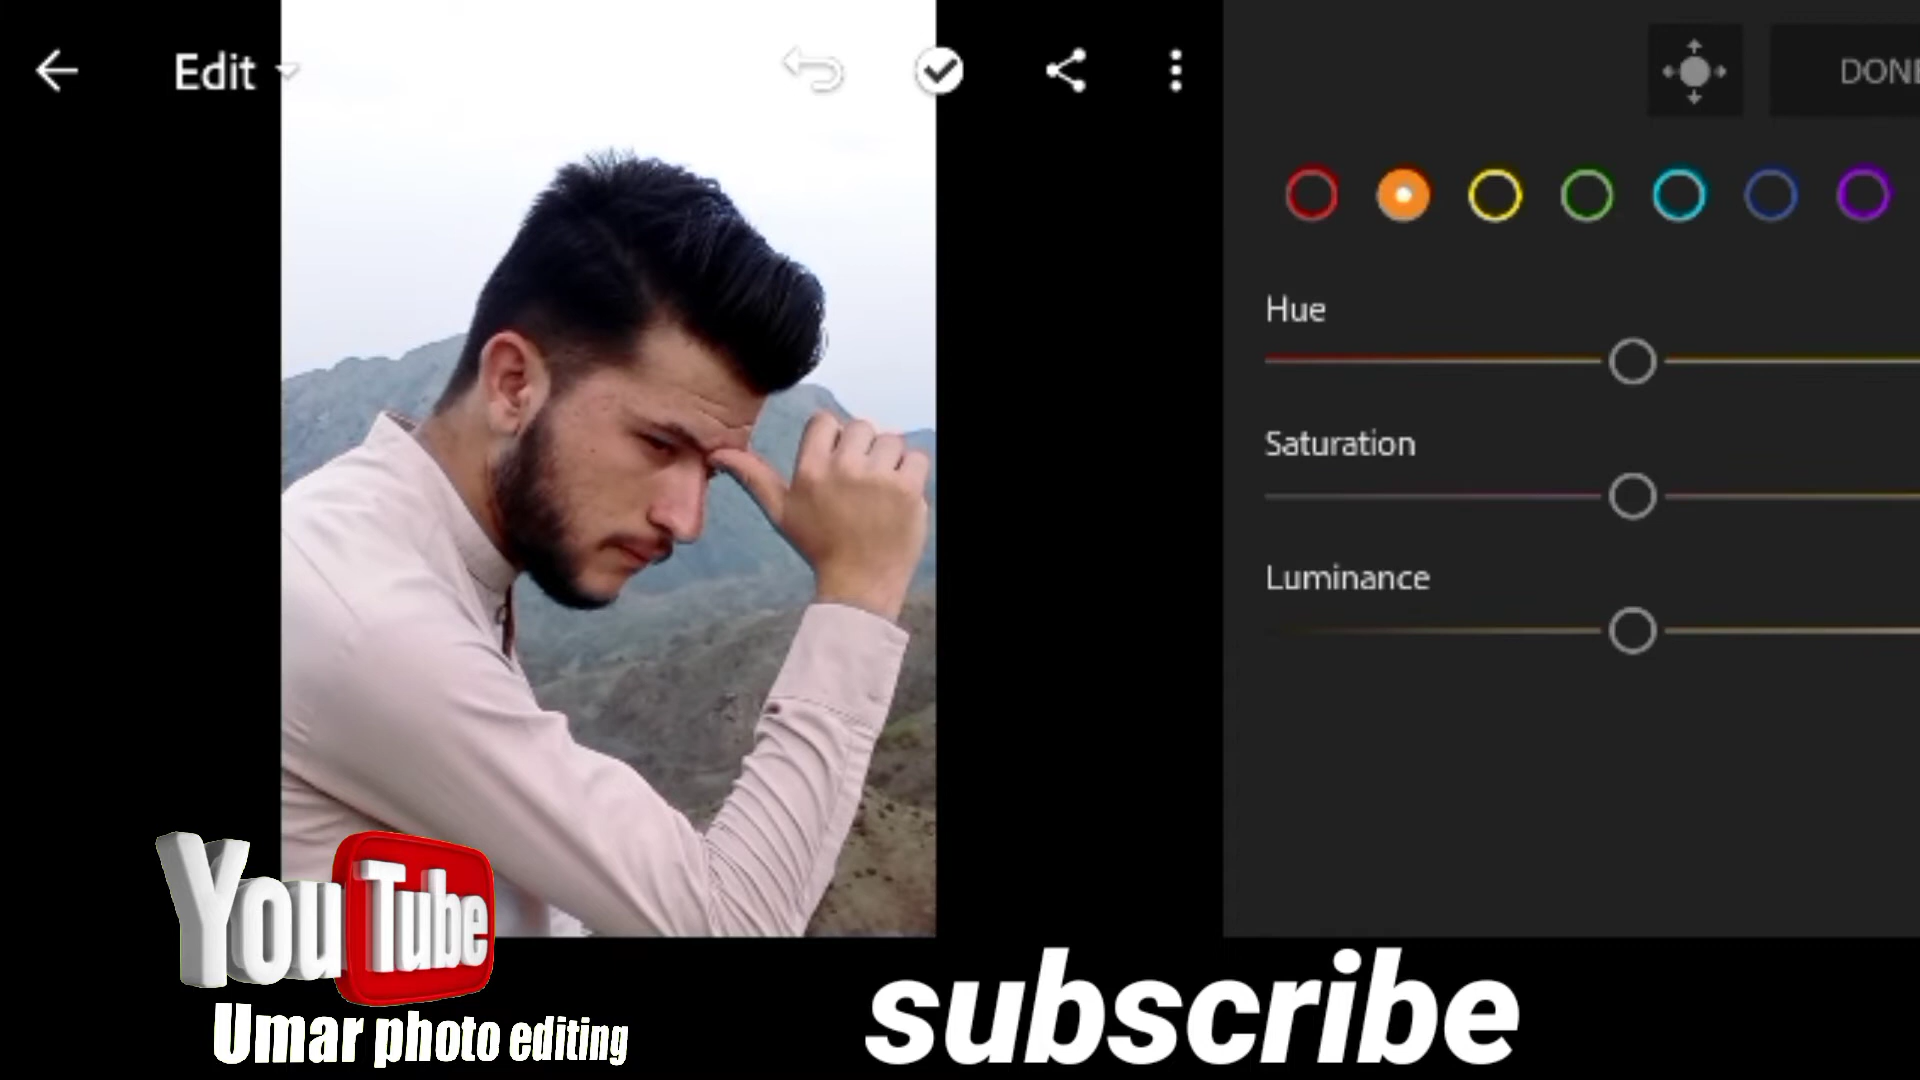 Edit
DONE
Hue
Saturation
Luminance
YouTube
Umar photo editing
subscribe